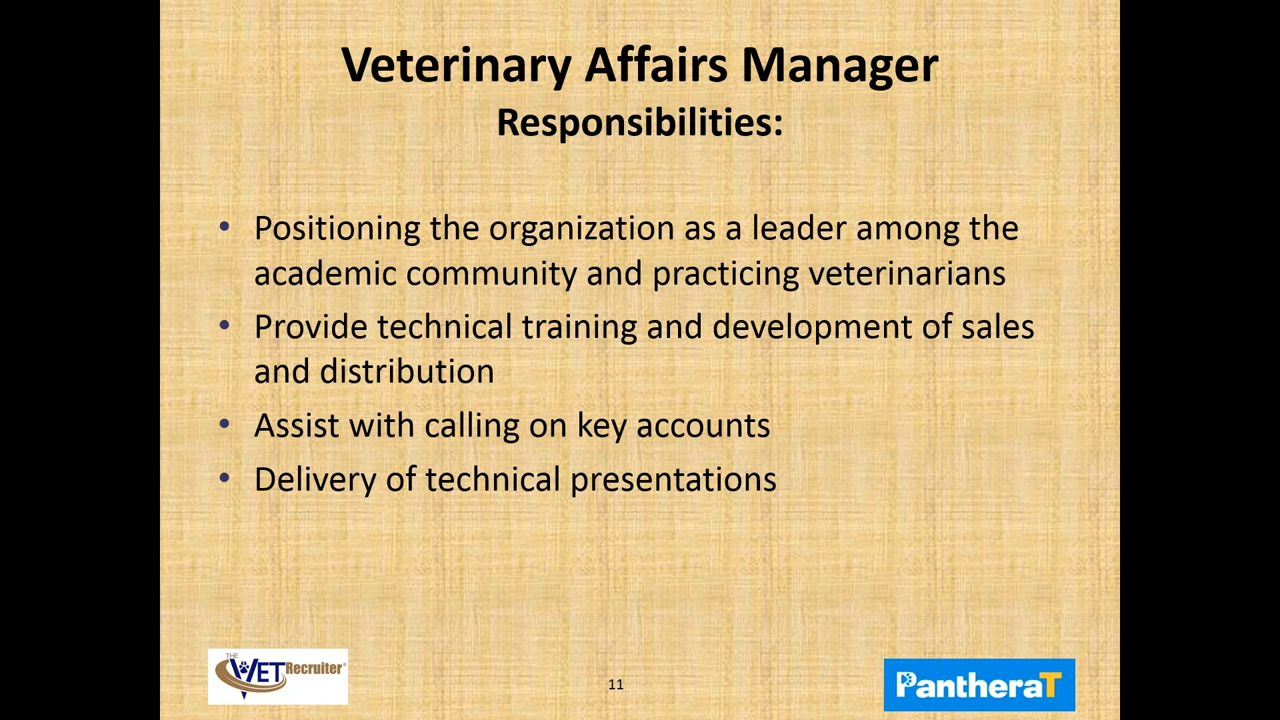 Veterinary Affairs Manager
Responsibilities:
• Positioning the organization as a leader among the
academic community and practicing veterinarians
• Provide technical training and development of sales
and distribution
• Assist with calling on key accounts
• Delivery of technical presentations
THE
VET Recruiter®
11
PantheraT